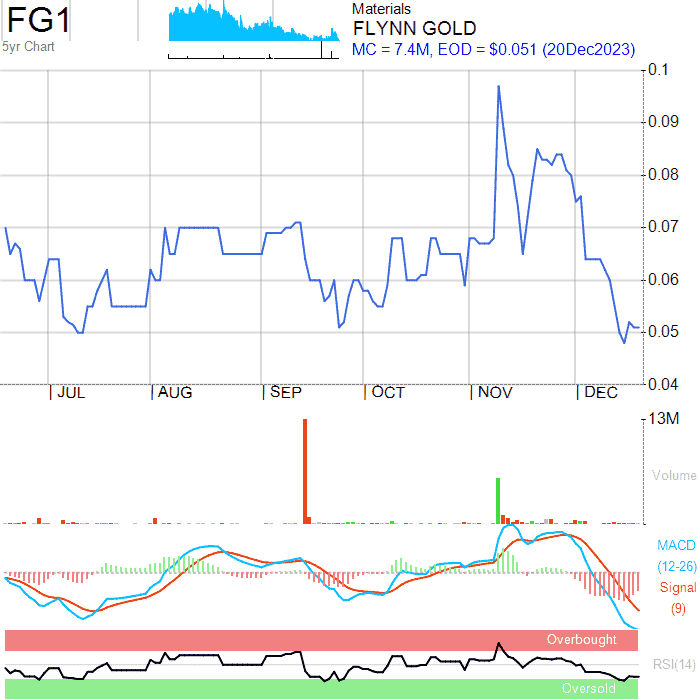 FG1
5yr Chart
Materials
FLYNN GOLD
MC = 7.4M, EOD = $0.051 (20Dec2023)
0.1
0.09
0.08
0.07
0.06
0.05
0.04
JUL AUG SEP OCT NOV DEC
13M
Volume
MACD
(12-26)
Signal
(9)
Overbought
RSI(14)
Oversold